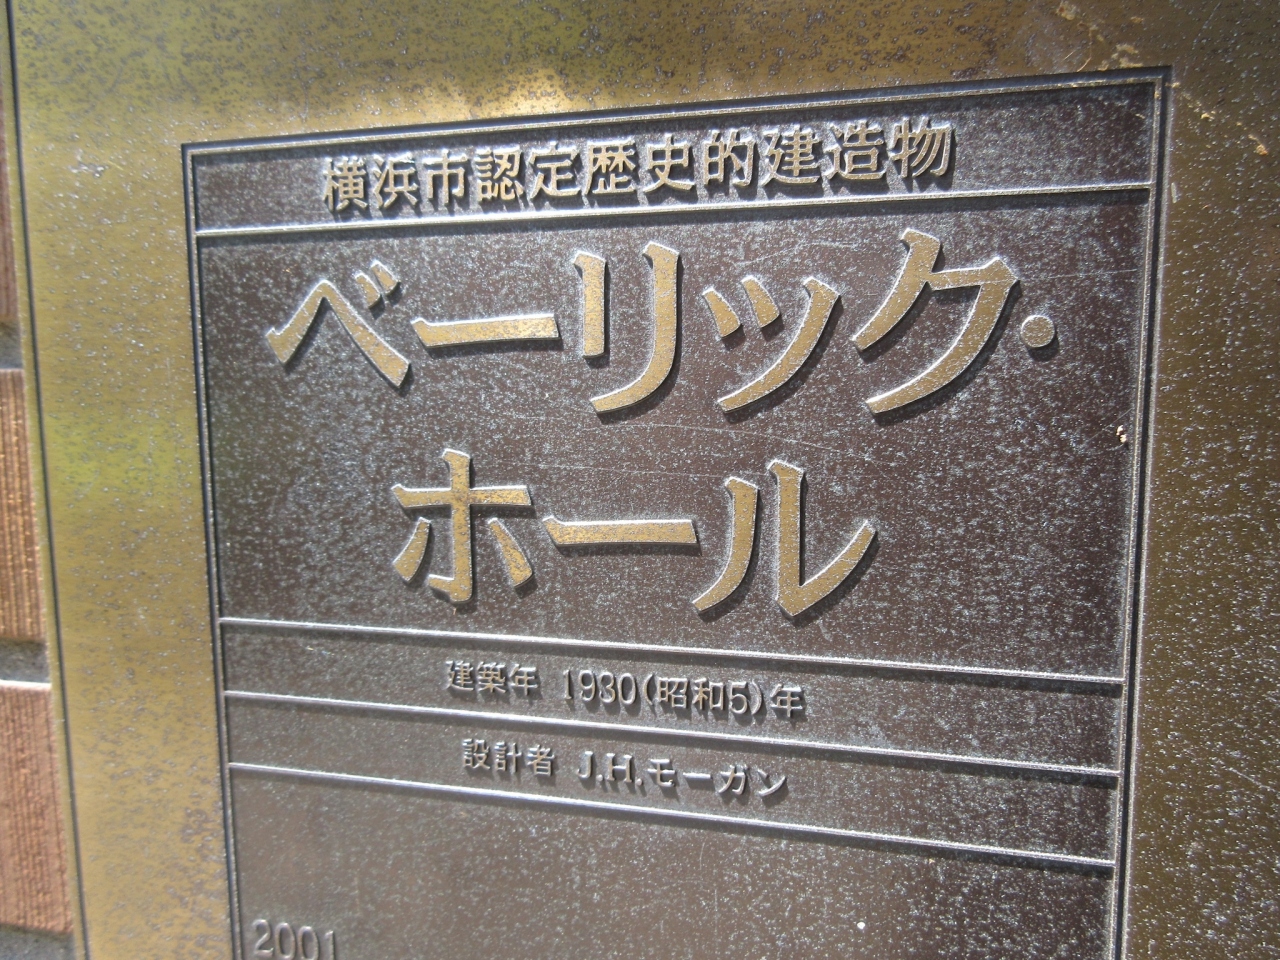 横浜市認定歴史的建造物
ベーリック・
ホール
建築年 1930(昭和5)年
設計者 J.H.モーガン
2001